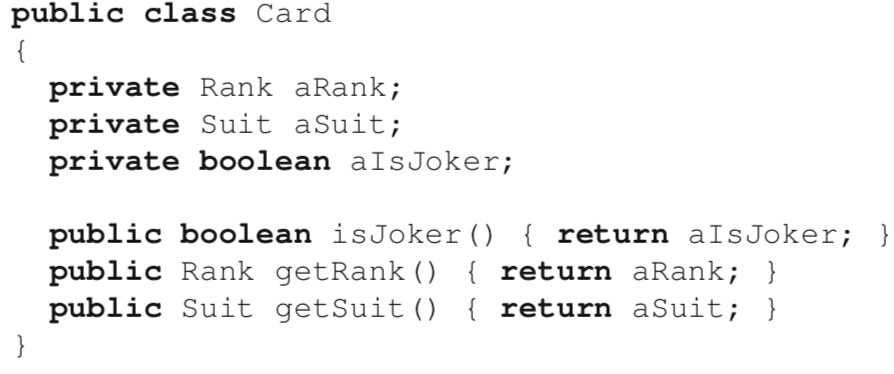 public class Card
{
  private Rank aRank;
  private Suit aSuit;
  private boolean aIsJoker;

  public boolean isJoker() { return aIsJoker; }
  public Rank getRank() { return aRank; }
  public Suit getSuit() { return aSuit; }
}